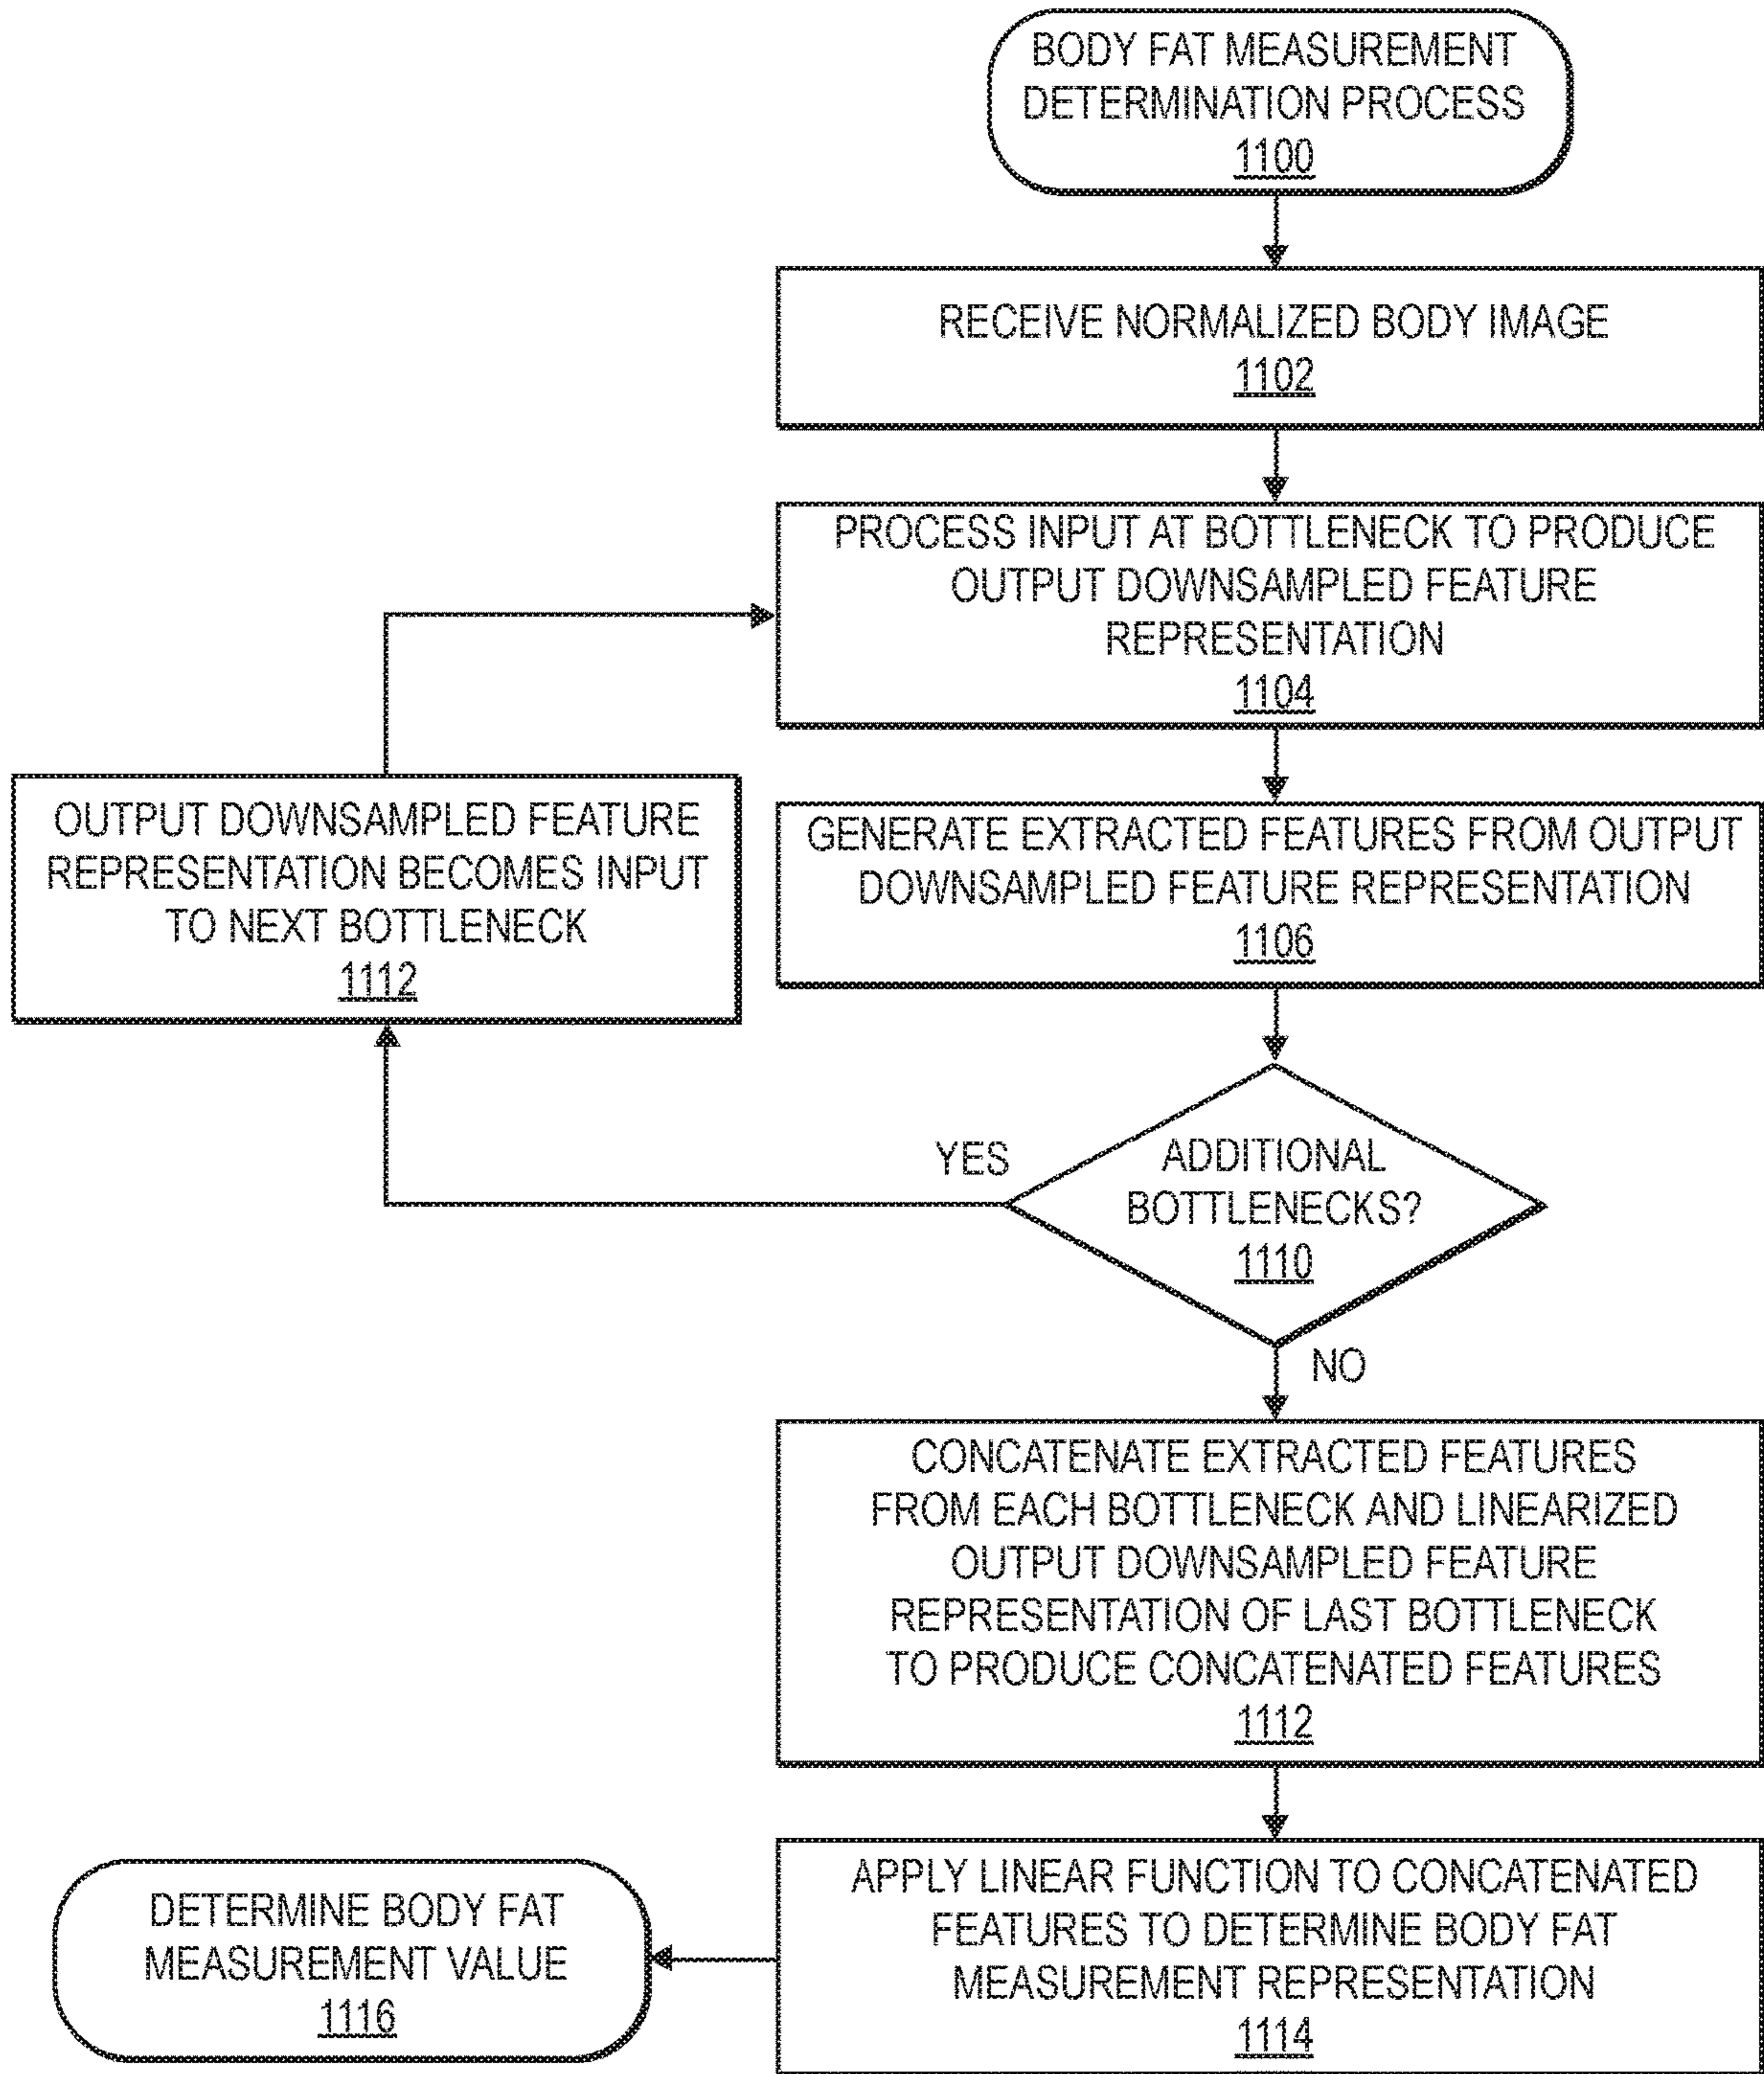 BODY FAT MEASUREMENT
DETERMINATION PROCESS
1100
RECEIVE NORMALIZED BODY IMAGE
1102
PROCESS INPUT AT BOTTLENECK TO PRODUCE
OUTPUT DOWNSAMPLED FEATURE
REPRESENTATION
1104
OUTPUT DOWNSAMPLED FEATURE
REPRESENTATION BECOMES INPUT
TO NEXT BOTTLENECK
1112
GENERATE EXTRACTED FEATURES FROM OUTPUT
DOWNSAMPLED FEATURE REPRESENTATION
1106
YES
ADDITIONAL
BOTTLENECKS?
1110
NO
CONCATENATE EXTRACTED FEATURES
FROM EACH BOTTLENECK AND LINEARIZED
OUTPUT DOWNSAMPLED FEATURE
REPRESENTATION OF LAST BOTTLENECK
TO PRODUCE CONCATENATED FEATURES
1112
APPLY LINEAR FUNCTION TO CONCATENATED
FEATURES TO DETERMINE BODY FAT
MEASUREMENT REPRESENTATION
1114
DETERMINE BODY FAT
MEASUREMENT VALUE
1116